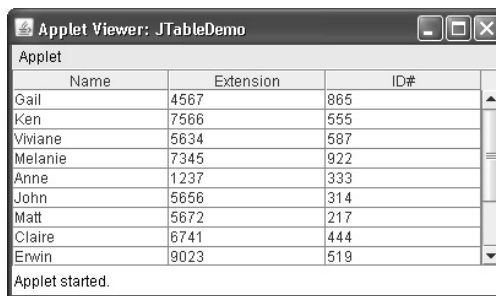 Applet Viewer: JTableDemo
Applet
Name Extension ID#
Gail 4567 865
Ken 7566 555
Viviane 5634 587
Melanie 7345 922
Anne 1237 333
John 5656 314
Matt 5672 217
Claire 6741 444
Erwin 9023 519
Applet started.